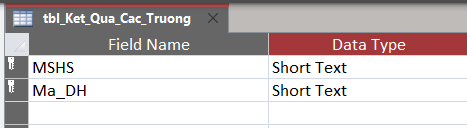 tbl_Ket_Qua_Cac_Truong
Field Name Data Type
MSHS Short Text
Ma_DH Short Text